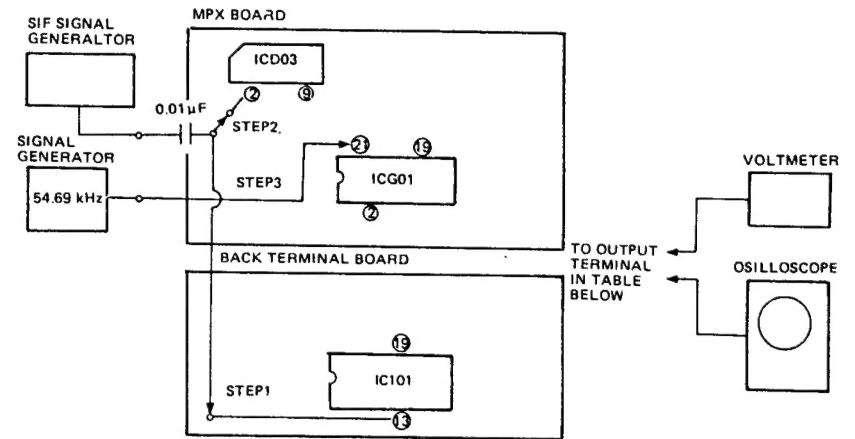 SIF SIGNAL
GENERALTOR
MPX BOARD
ICD03
2
9
0.01μF
STEP2.
SIGNAL
GENERATOR
54.69 kHz
STEP3
21
19
ICG01
2
VOLTMETER
BACK TERMINAL BOARD
TO OUTPUT
TERMINAL
IN TABLE
BELOW
OSILLOSCOPE
19
IC101
STEP1
13